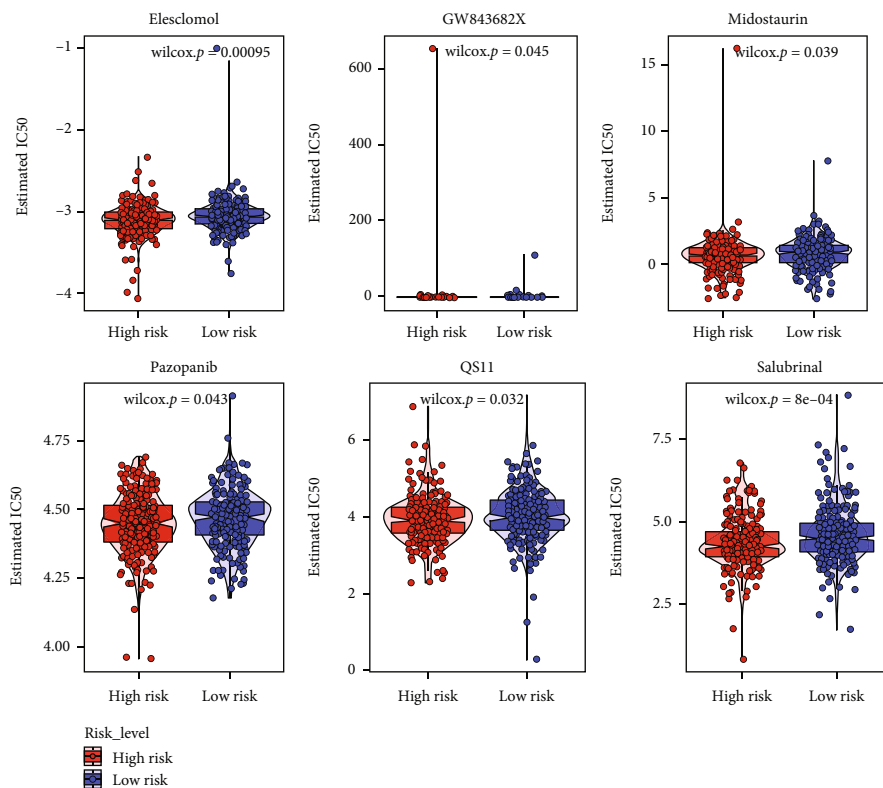 Elesclomol
wilcox.p = 0.00095
Estimated IC50
−1
−2
−3
−4
High risk
Low risk
GW843682X
wilcox.p = 0.045
Estimated IC50
600
400
200
0
High risk
Low risk
Midostaurin
wilcox.p = 0.039
Estimated IC50
15
10
5
0
High risk
Low risk
Pazopanib
wilcox.p = 0.043
Estimated IC50
4.75
4.50
4.25
4.00
High risk
Low risk
QS11
wilcox.p = 0.032
Estimated IC50
6
4
2
0
High risk
Low risk
Salubrinal
wilcox.p = 8e−04
Estimated IC50
7.5
5.0
2.5
High risk
Low risk
Risk_level
High risk
Low risk